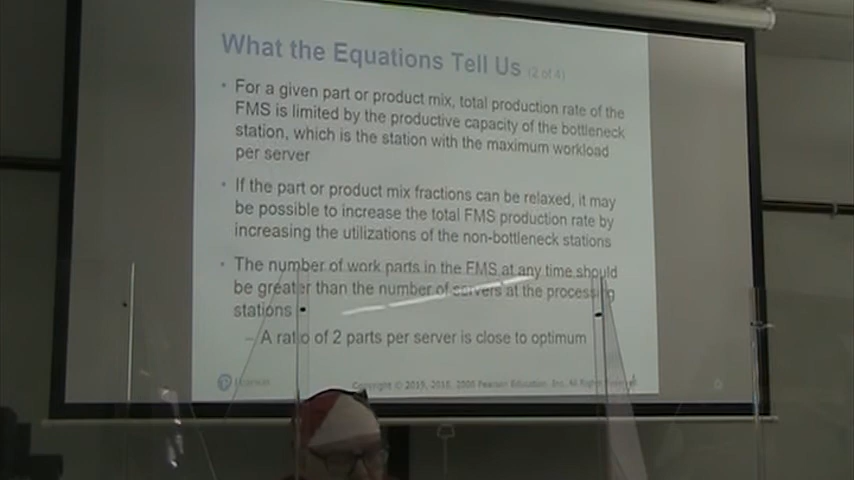 What the Equations Tell Us (2 of 4)
• For a given part or product mix, total production rate of the
FMS is limited by the productive capacity of the bottleneck
station, which is the station with the maximum workload
per server
• If the part or product mix fractions can be relaxed, it may
be possible to increase the total FMS production rate by
increasing the utilizations of the non-bottleneck stations
• The number of work parts in the FMS at any time should
be greater than the number of servers at the processing
stations
– A ratio of 2 parts per server is close to optimum
Copyright © 2015, 2008 Pearson Education, Inc. All Rights Reserved